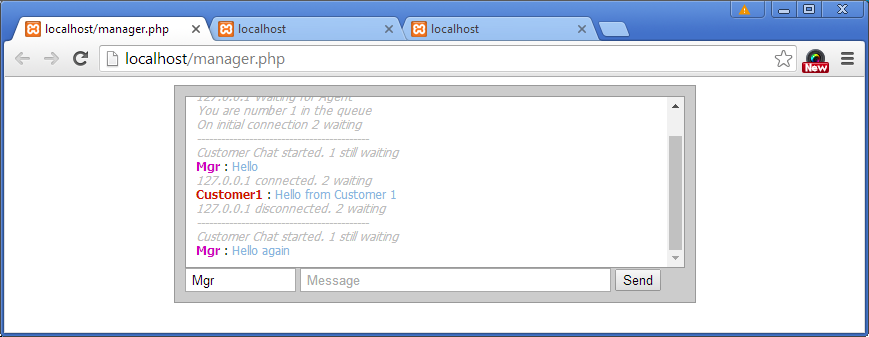 localhost/manager.php
localhost
localhost
localhost/manager.php
New
127.0.0.1 Waiting for Agent
You are number 1 in the queue
On initial connection 2 waiting
-------------------------------------------
Customer Chat started. 1 still waiting
Mgr : Hello
127.0.0.1 connected. 2 waiting
Customer1 : Hello from Customer 1
127.0.0.1 disconnected. 2 waiting
-------------------------------------------
Customer Chat started. 1 still waiting
Mgr : Hello again
Mgr
Message
Send